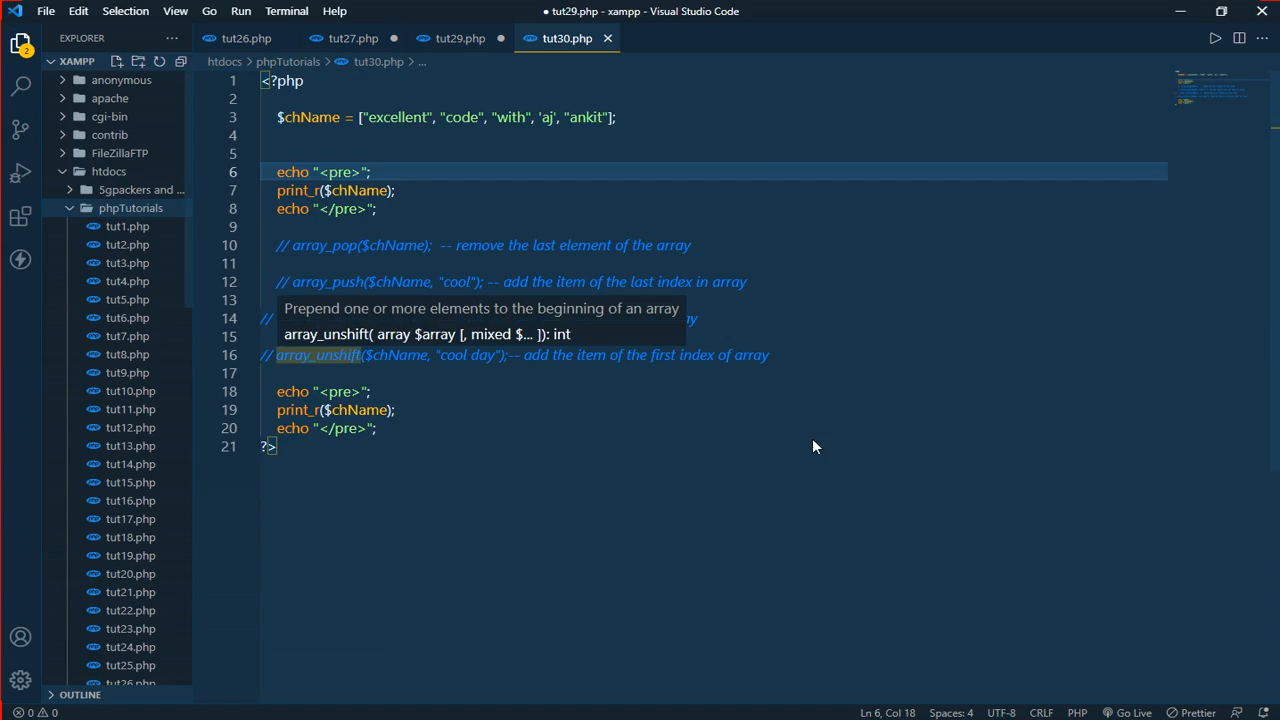 File Edit Selection View Go Run Terminal Help
● tut29.php - xampp - Visual Studio Code
2
EXPLORER ···
tut26.php
tut27.php
tut29.php
tut30.php
XAMPP
anonymous
apache
cgi-bin
contrib
FileZillaFTP
htdocs
5gpackers and ...
phpTutorials
tut1.php
tut2.php
tut3.php
tut4.php
tut5.php
tut6.php
tut7.php
tut8.php
tut9.php
tut10.php
tut11.php
tut12.php
tut13.php
tut14.php
tut15.php
tut16.php
tut17.php
tut18.php
tut19.php
tut20.php
tut21.php
tut22.php
tut23.php
tut24.php
tut25.php
tut26.php
OUTLINE
htdocs > phpTutorials > tut30.php > ...
1 <?php
2
3 $chName = ["excellent", "code", "with", 'aj', "ankit"];
4
5
6 echo "<pre>";
7 print_r($chName);
8 echo "</pre>";
9
10 // array_pop($chName); -- remove the last element of the array
11
12 // array_push($chName, "cool"); -- add the item of the last index in array
13
Prepend one or more elements to the beginning of an array
14 // ay
array_unshift( array $array [, mixed $... ]): int
15
16 // array_unshift($chName, "cool day");-- add the item of the first index of array
17
18 echo "<pre>";
19 print_r($chName);
20 echo "</pre>";
21 ?>
0 0
Ln 6, Col 18 Spaces: 4 UTF-8 CRLF PHP Go Live Prettier